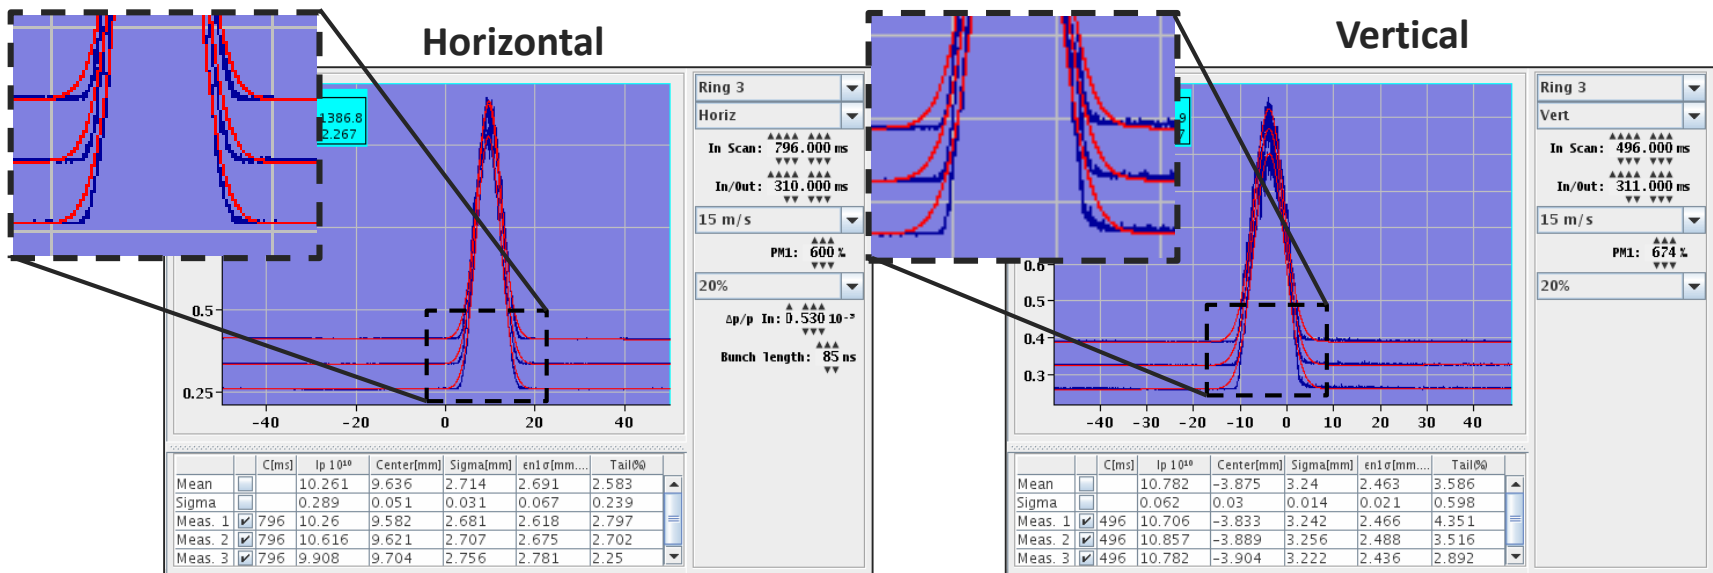 Horizontal
1386.8
2.267
0.5
0.25
-40
-20
0
20
40
Ring 3
Horiz
In Scan: 796.000 ms
In/Out: 310.000 ms
15 m/s
PM1: 600 %
20%
Δp/p In: 0.530 10⁻³
Bunch length: 85 ns
C[ms] Ip 10¹⁰ Center[mm] Sigma[mm] εn1σ[mm.... Tail(%)
Mean 10.261 9.636 2.714 2.691 2.583
Sigma 0.289 0.051 0.031 0.067 0.239
Meas. 1 796 10.26 9.582 2.681 2.618 2.797
Meas. 2 796 10.616 9.621 2.707 2.675 2.702
Meas. 3 796 9.908 9.704 2.756 2.781 2.25
Vertical
9
7
0.6
0.5
0.4
0.3
-40
-30
-20
-10
0
10
20
30
40
Ring 3
Vert
In Scan: 496.000 ms
In/Out: 311.000 ms
15 m/s
PM1: 674 %
20%
C[ms] Ip 10¹⁰ Center[mm] Sigma[mm] εn1σ[mm.... Tail(%)
Mean 10.782 -3.875 3.24 2.463 3.586
Sigma 0.062 0.03 0.014 0.021 0.598
Meas. 1 496 10.706 -3.833 3.242 2.466 4.351
Meas. 2 496 10.857 -3.889 3.256 2.488 3.516
Meas. 3 496 10.782 -3.904 3.222 2.436 2.892